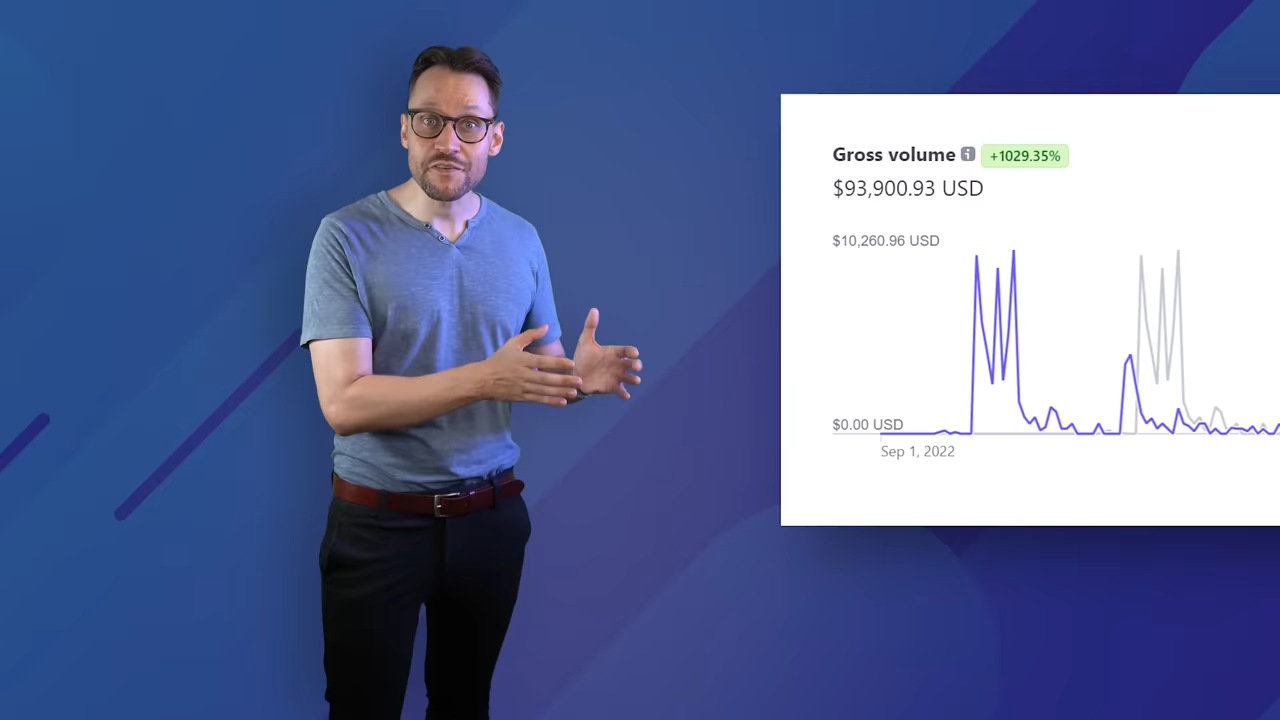 Gross volume +1029.35%
$93,900.93 USD
$10,260.96 USD
$0.00 USD
Sep 1, 2022